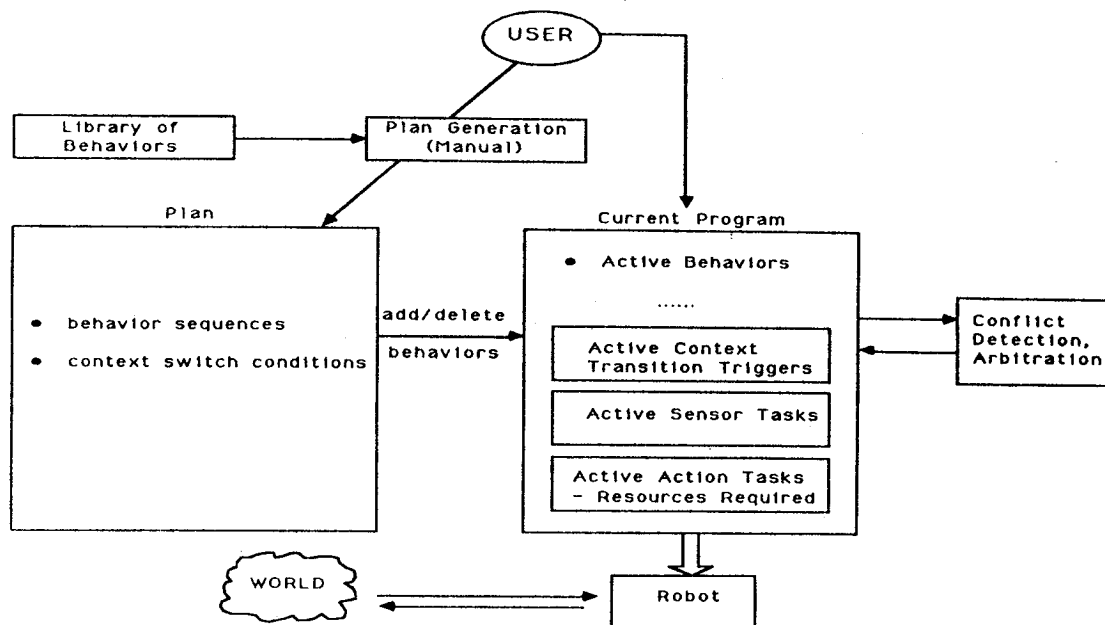 USER
Library of
Behaviors
Plan Generation
(Manual)
Plan
• behavior sequences
• context switch conditions
add/delete
behaviors
Current Program
• Active Behaviors
......
Active Context
Transition Triggers
Active Sensor Tasks
Active Action Tasks
- Resources Required
Conflict
Detection,
Arbitration
WORLD
Robot